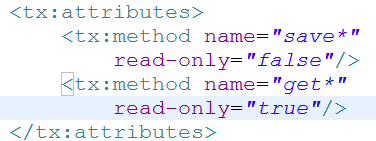 <tx:attributes>
<tx:method name="save*"
read-only="false"/>
<tx:method name="get*"
read-only="true"/>
</tx:attributes>